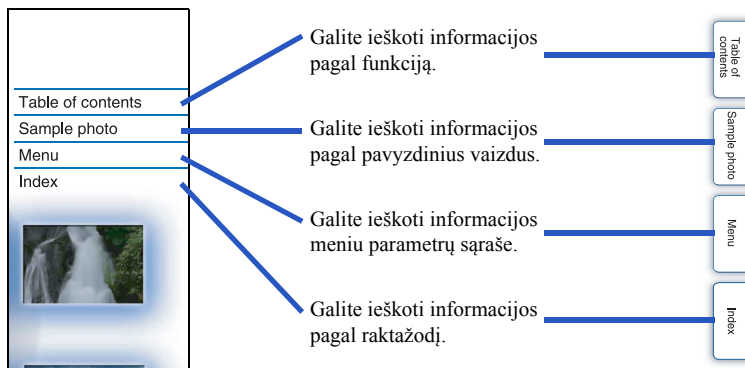 Table of contents
Sample photo
Menu
Index
Galite ieškoti informacijos
pagal funkciją.
Galite ieškoti informacijos
pagal pavyzdinius vaizdus.
Galite ieškoti informacijos
meniu parametrų sąraše.
Galite ieškoti informacijos
pagal raktažodį.
Table of
contents
Sample photo
Menu
Index